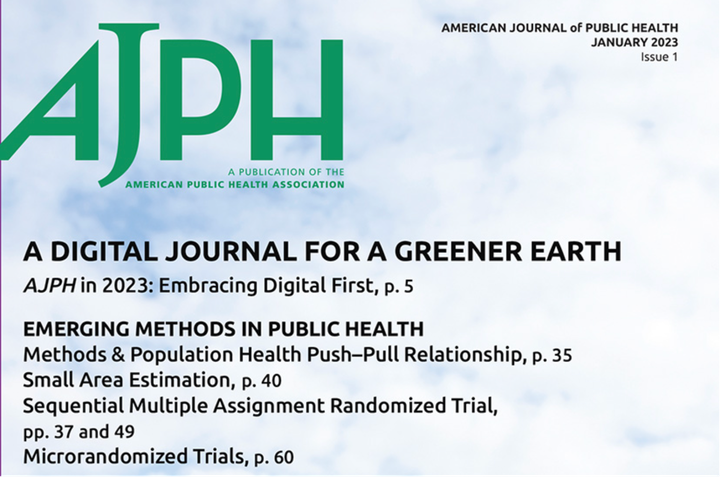 AJPH
A PUBLICATION OF THE
AMERICAN PUBLIC HEALTH ASSOCIATION
AMERICAN JOURNAL of PUBLIC HEALTH
JANUARY 2023
Issue 1
A DIGITAL JOURNAL FOR A GREENER EARTH
AJPH in 2023: Embracing Digital First, p. 5
EMERGING METHODS IN PUBLIC HEALTH
Methods & Population Health Push–Pull Relationship, p. 35
Small Area Estimation, p. 40
Sequential Multiple Assignment Randomized Trial,
pp. 37 and 49
Microrandomized Trials, p. 60